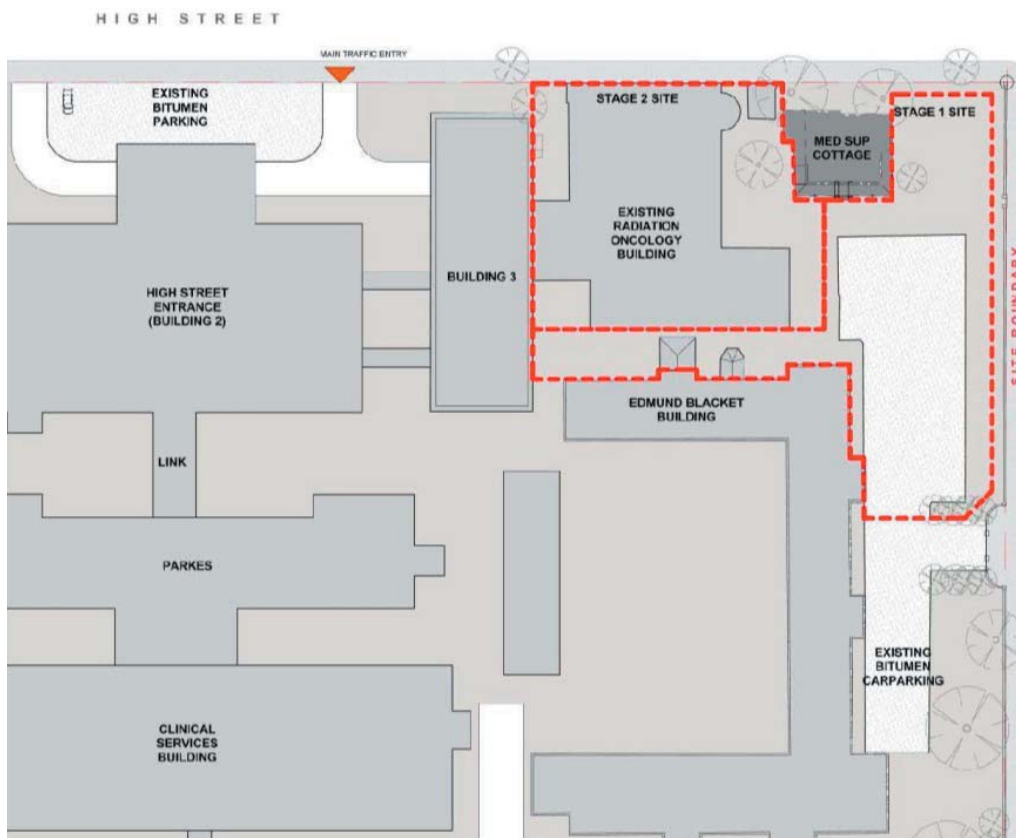 HIGH STREET
MAIN TRAFFIC ENTRY
EXISTING
BITUMEN
PARKING
STAGE 2 SITE
STAGE 1 SITE
MED SUP
COTTAGE
EXISTING
RADIATION
ONCOLOGY
BUILDING
BUILDING 3
HIGH STREET
ENTRANCE
(BUILDING 2)
SITE BOUNDARY
EDMUND BLACKET
BUILDING
LINK
PARKES
EXISTING
BITUMEN
CARPARKING
CLINICAL
SERVICES
BUILDING